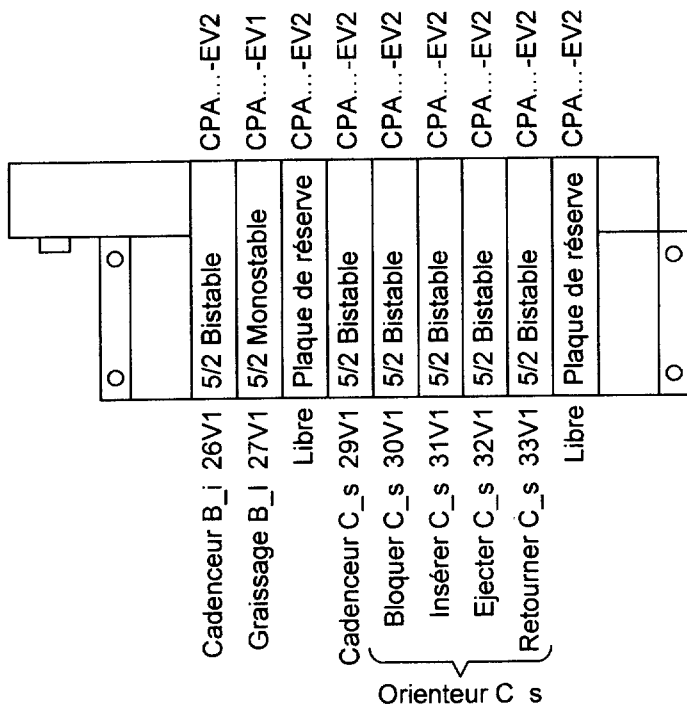 CPA...-EV2
CPA...-EV1
CPA...-EV2
CPA...-EV2
CPA...-EV2
CPA...-EV2
CPA...-EV2
CPA...-EV2
CPA...-EV2
5/2 Bistable
5/2 Monostable
Plaque de réserve
5/2 Bistable
5/2 Bistable
5/2 Bistable
5/2 Bistable
5/2 Bistable
Plaque de réserve
Cadenceur B_i 26V1
Graissage B_I 27V1
Libre
Cadenceur C_s 29V1
Bloquer C_s 30V1
Insérer C_s 31V1
Ejecter C_s 32V1
Retourner C_s 33V1
Libre
Orienteur C s